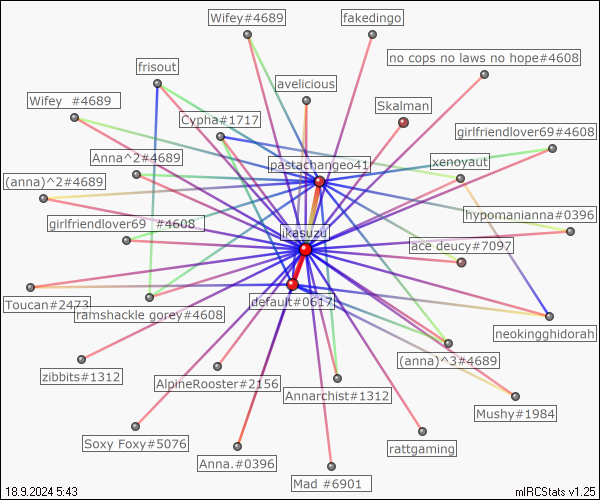 Wifey#4689
fakedingo
no cops no laws no hope#4608
frisout
avelicious
Wifey  #4689
Skalman
Cypha#1717
girlfriendlover69#4608
Anna^2#4689
pastachandeo41
xenoyaut
(anna)^2#4689
girlfriendlover69  #4608
hypomanianna#0396
ikasuzu
ace deucy#7097
Toucan#2473
ramshackle gorey#4608
default#0617
neokingghidorah
(anna)^3#4689
zibbits#1312
AlpineRooster#2156
Annarchist#1312
Mushy#1984
Soxy Foxy#5076
rattgaming
Anna.#0396
Mad #6901
18.9.2024 5:43
mIRCStats v1.25